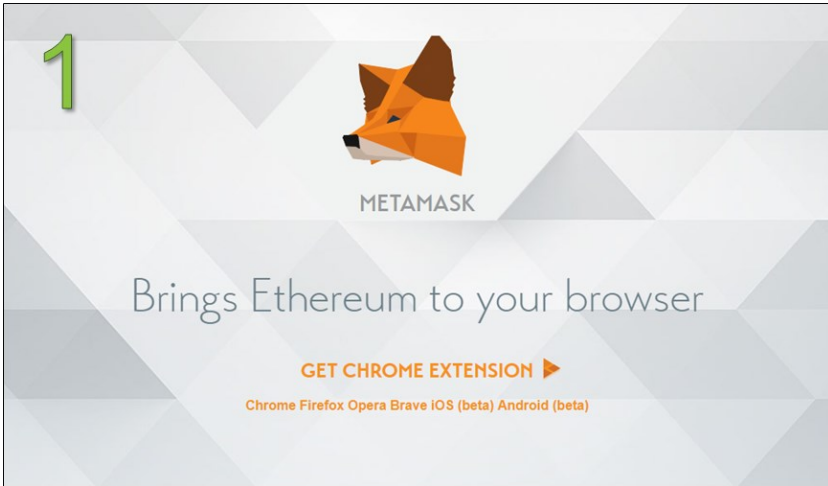 1
METAMASK
Brings Ethereum to your browser
GET CHROME EXTENSION
Chrome Firefox Opera Brave iOS (beta) Android (beta)